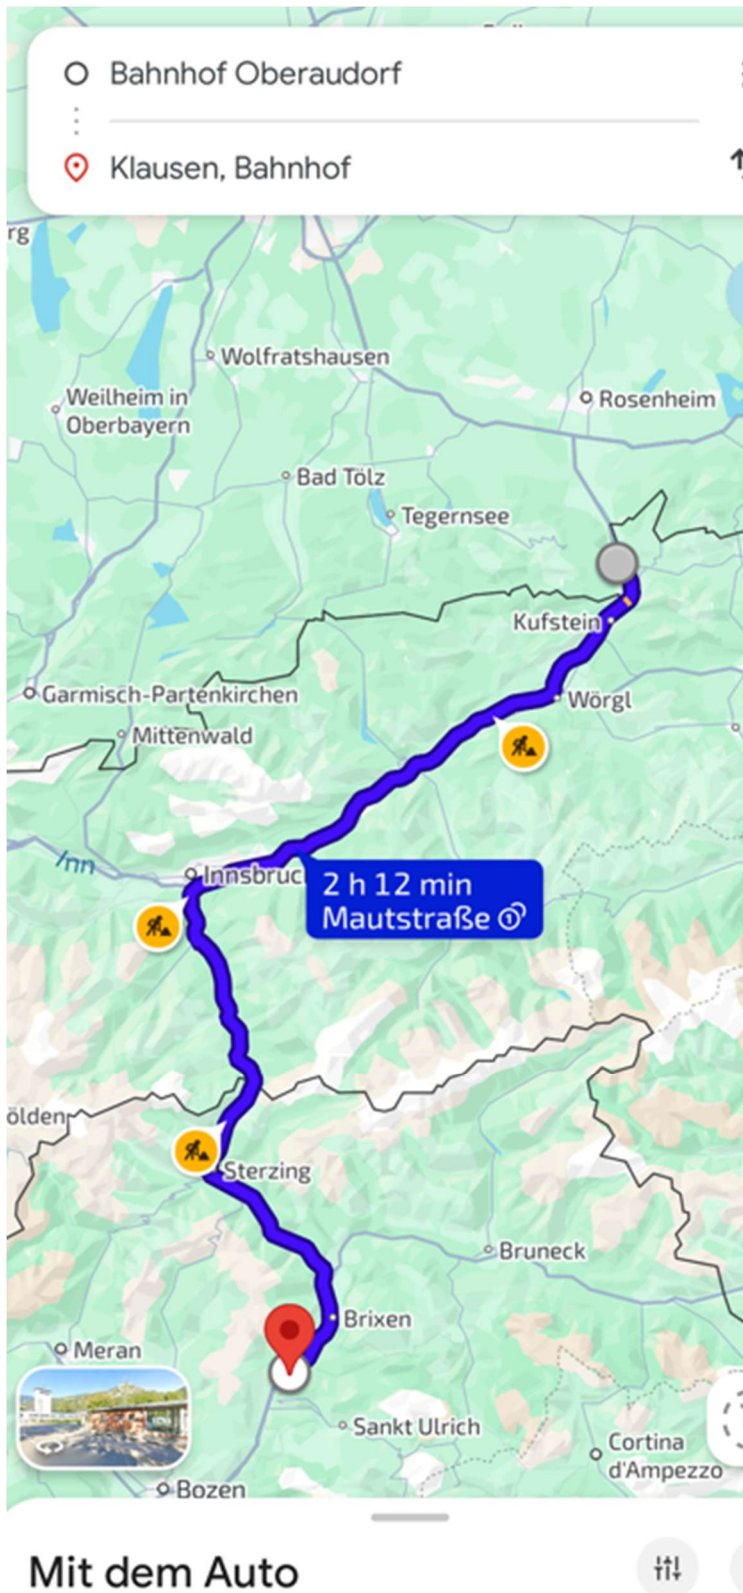 Bahnhof Oberaudorf
Klausen, Bahnhof
rg
Wolfratshausen
Weilheim in
Oberbayern
Rosenheim
Bad Tölz
Tegernsee
Kufstein
Garmisch-Partenkirchen
Wörgl
Mittenwald
Inn
Innsbruc
2 h 12 min
Mautstraße
ölden
Sterzing
Bruneck
Brixen
Meran
Sankt Ulrich
Cortina
d'Ampezzo
Bozen
Mit dem Auto